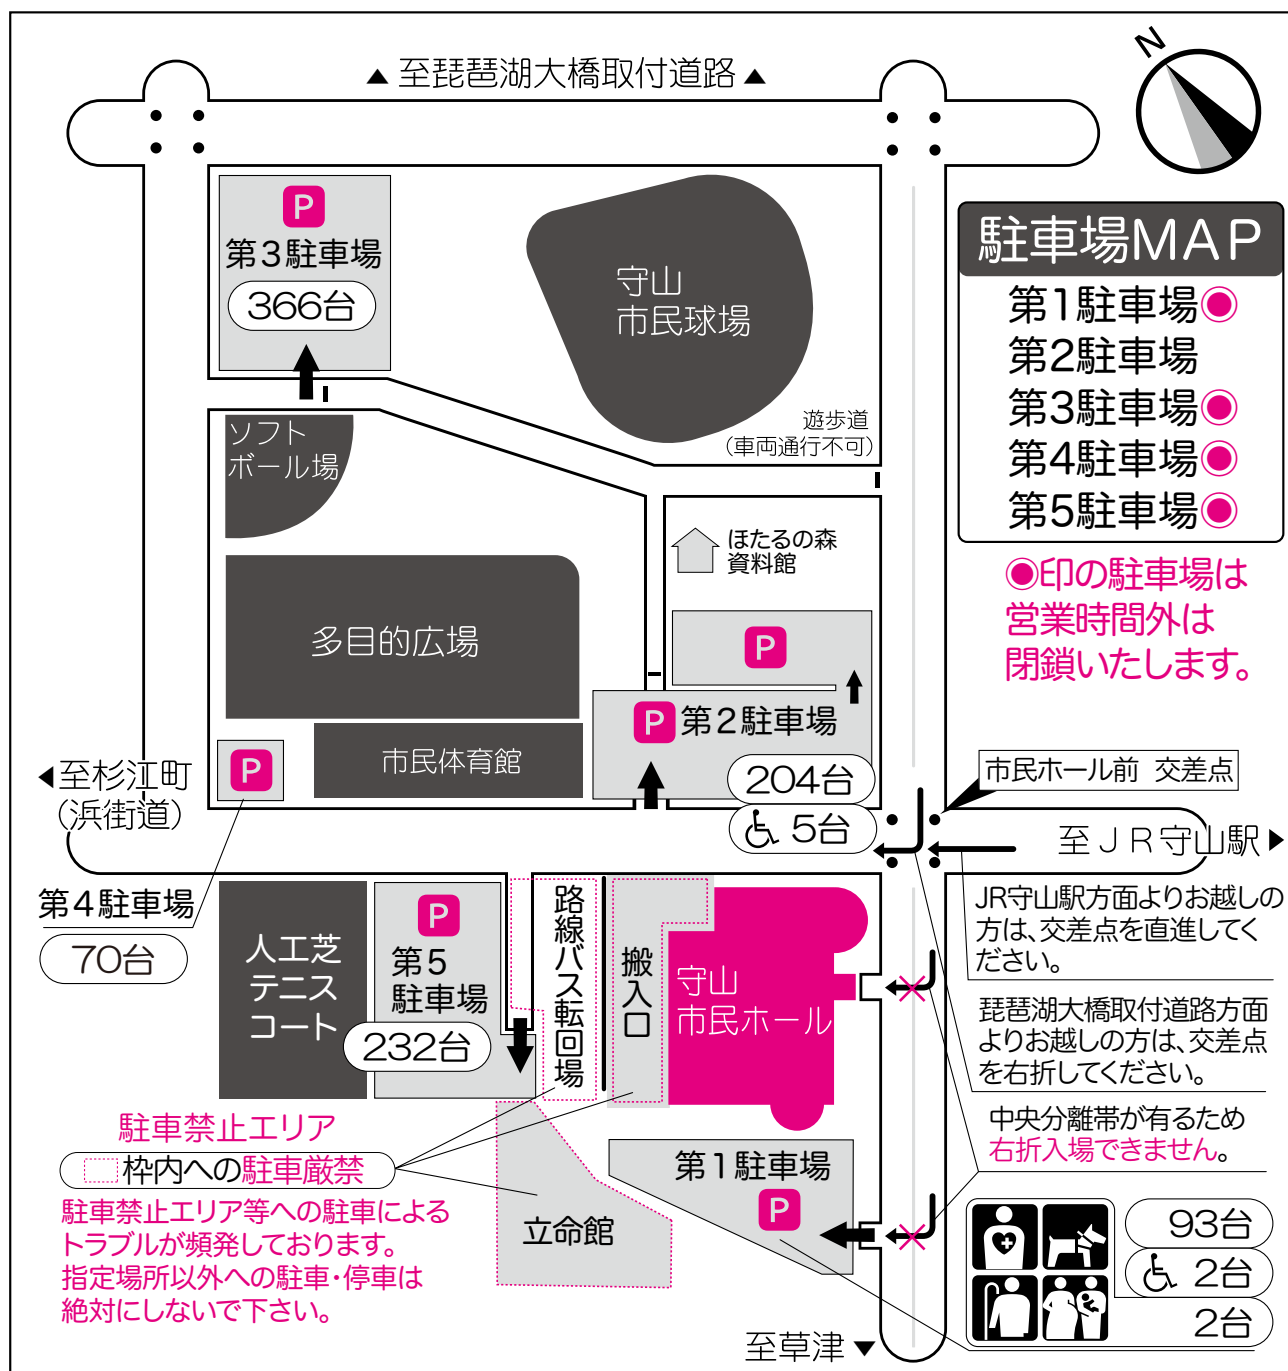 ▲ 至琵琶湖大橋取付道路 ▲
N
P
第3駐車場
366台
守山
市民球場
駐車場MAP
第1駐車場◉
第2駐車場
第3駐車場◉
第4駐車場◉
第5駐車場◉
◉印の駐車場は
営業時間外は
閉鎖いたします。
遊歩道
(車両通行不可)
ソフト
ボール場
ほたるの森
資料館
多目的広場
P
P 第2駐車場
204台
5台
市民体育館
P
◀至杉江町
(浜街道)
第4駐車場
70台
市民ホール前 交差点
至JR守山駅▶
JR守山駅方面よりお越しの
方は、交差点を直進してく
ださい。
琵琶湖大橋取付道路方面
よりお越しの方は、交差点
を右折してください。
中央分離帯が有るため
右折入場できません。
人工芝
テニス
コート
P
第5
駐車場
232台
路線バス転回場
搬入口
守山
市民ホール
駐車禁止エリア
枠内への駐車厳禁
駐車禁止エリア等への駐車による
トラブルが頻発しております。
指定場所以外への駐車・停車は
絶対にしないで下さい。
立命館
第1駐車場
P
93台
2台
2台
至草津▼